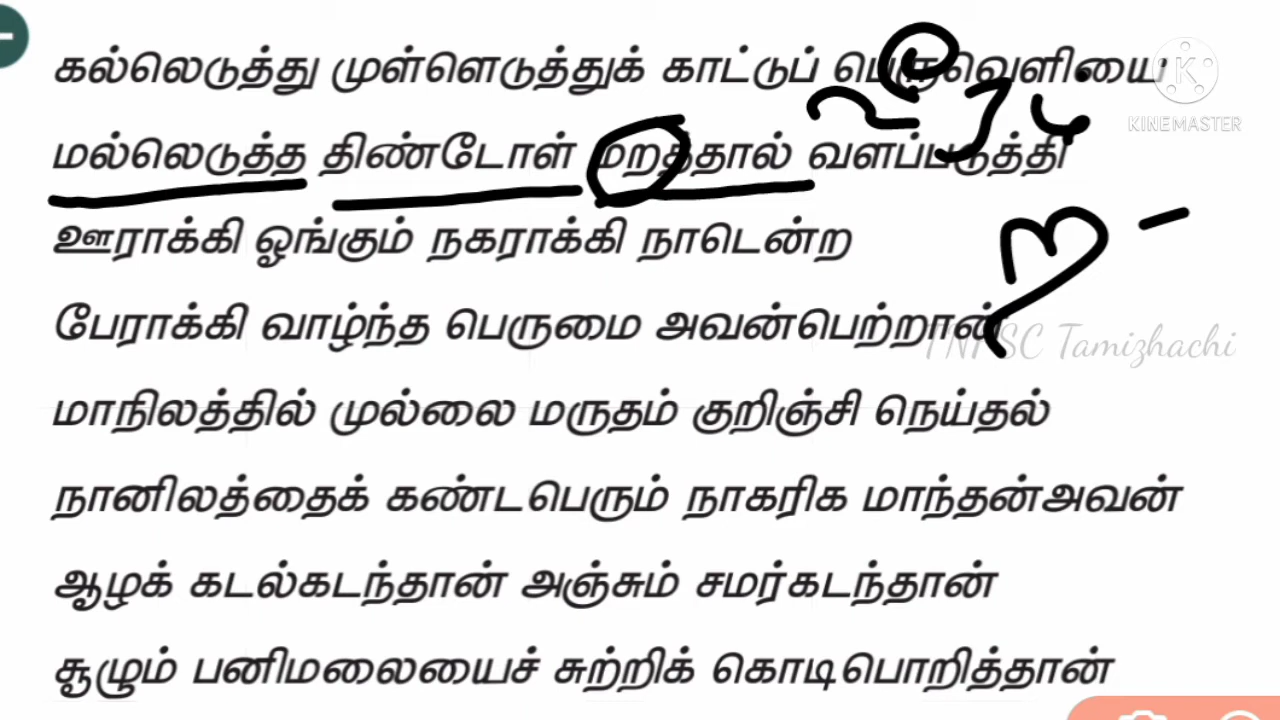 கல்லெடுத்து முள்ளெடுத்துக் காட்டுப் பெருவெளியை
KINEMASTER
மல்லெடுத்த திண்டோள் மறத்தால் வளப்படுத்தி
ஊராக்கி ஓங்கும் நகராக்கி நாடென்ற
பேராக்கி வாழ்ந்த பெருமை அவன்பெற்றான்
TNPSC Tamizhachi
மாநிலத்தில் முல்லை மருதம் குறிஞ்சி நெய்தல்
நானிலத்தைக் கண்டபெரும் நாகரிக மாந்தன்அவன்
ஆழக் கடல்கடந்தான் அஞ்சும் சமர்கடந்தான்
சூழும் பனிமலையைச் சுற்றிக் கொடிபொறித்தான்